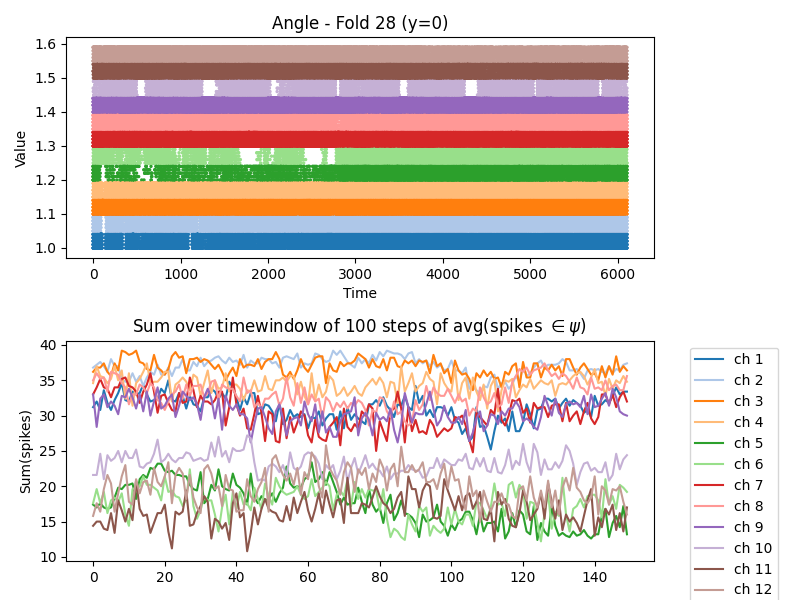 Angle - Fold 28 (y=0)
1.6
1.5
1.4
1.3
1.2
1.1
1.0
Value
0 1000 2000 3000 4000 5000 6000
Time
Sum over timewindow of 100 steps of avg(spikes ∈ ψ)
40
35
30
25
20
15
10
Sum(spikes)
0 20 40 60 80 100 120 140
ch 1
ch 2
ch 3
ch 4
ch 5
ch 6
ch 7
ch 8
ch 9
ch 10
ch 11
ch 12